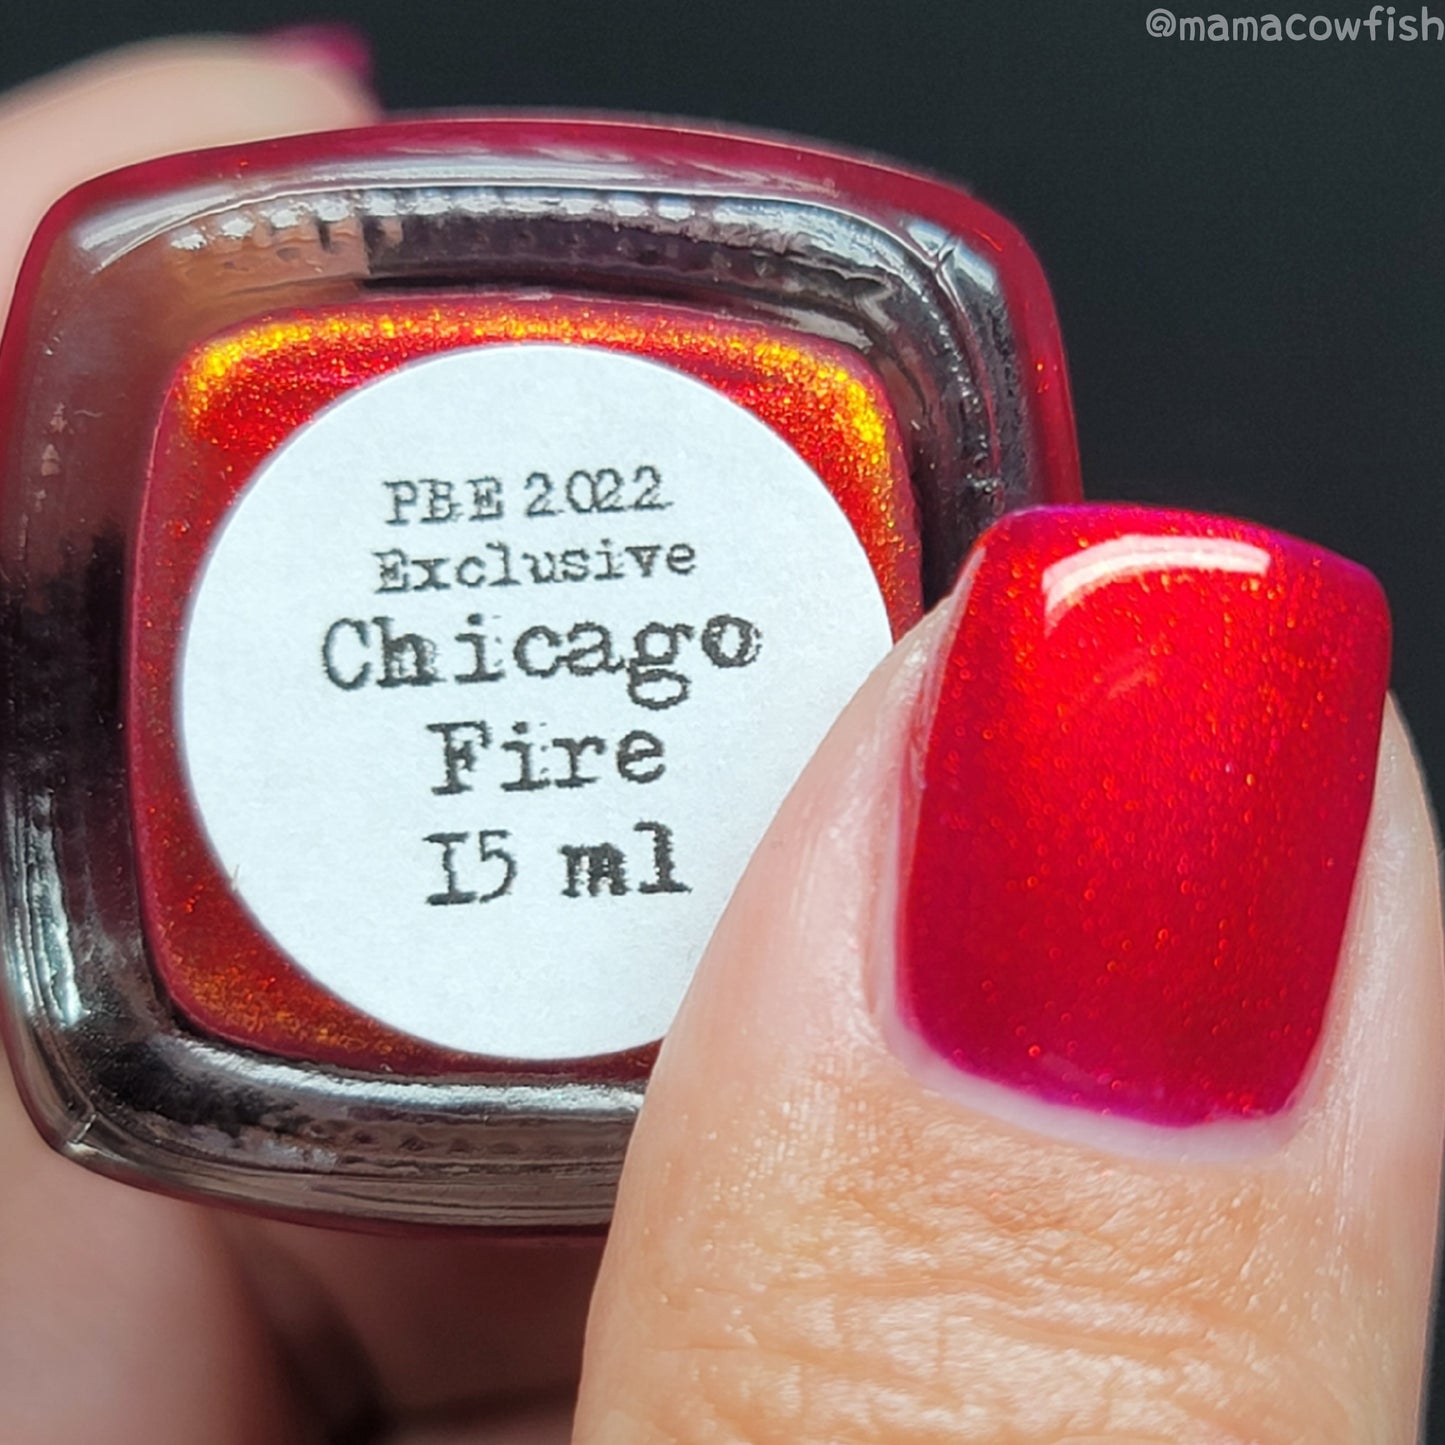 @mamacowfish
PBE 2022
Exclusive
Chicago
Fire
15 ml